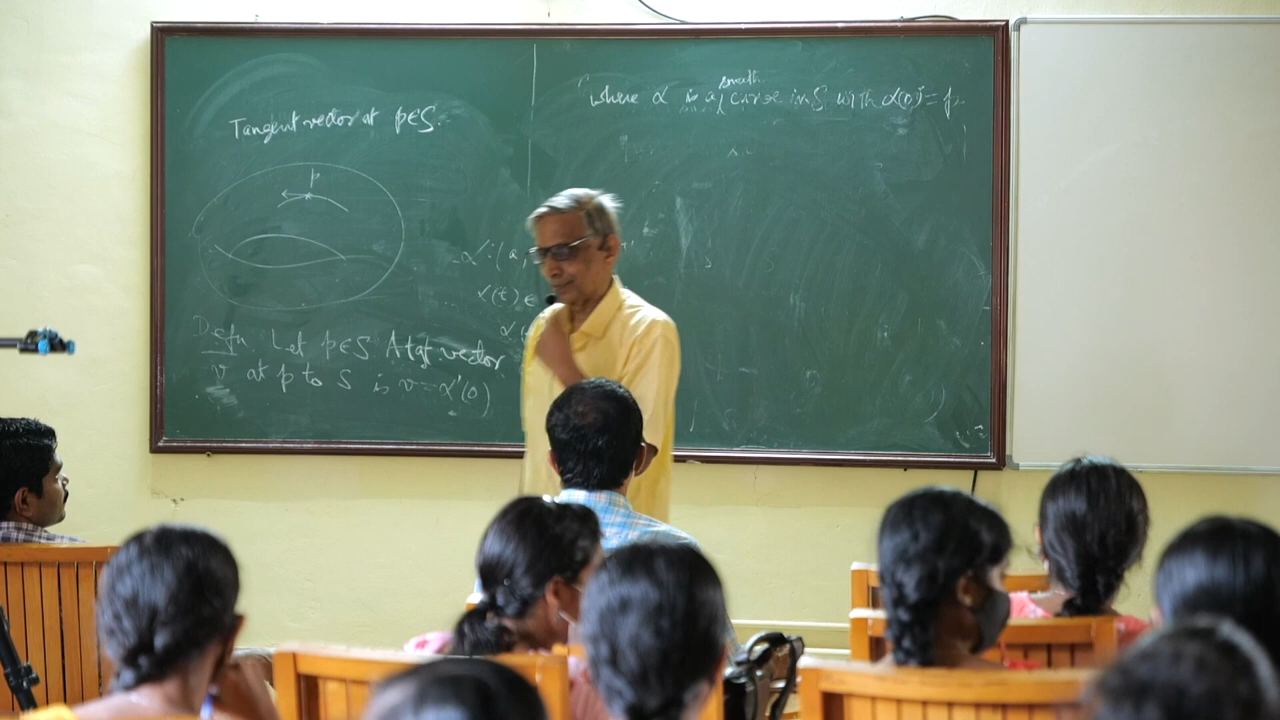 Tangent vector at p∈S.
p
Defn. Let p∈S A tgt vector
v at p to S is v=α'(0)
α:(a,
α(t) ∈
α
smooth
where α is a curve in S with α(0)=p.